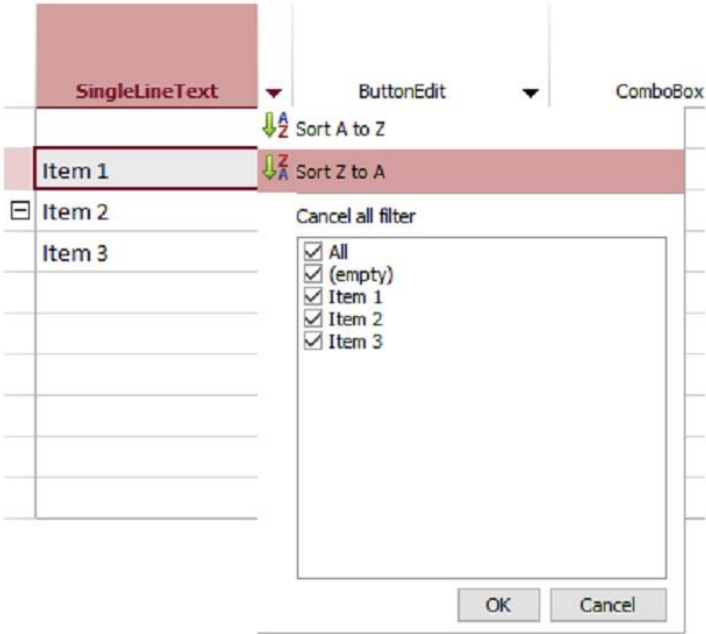 SingleLineText ButtonEdit ComboBox
Sort A to Z
Item 1 Sort Z to A
Item 2 Cancel all filter
Item 3 All
(empty)
Item 1
Item 2
Item 3
OK Cancel